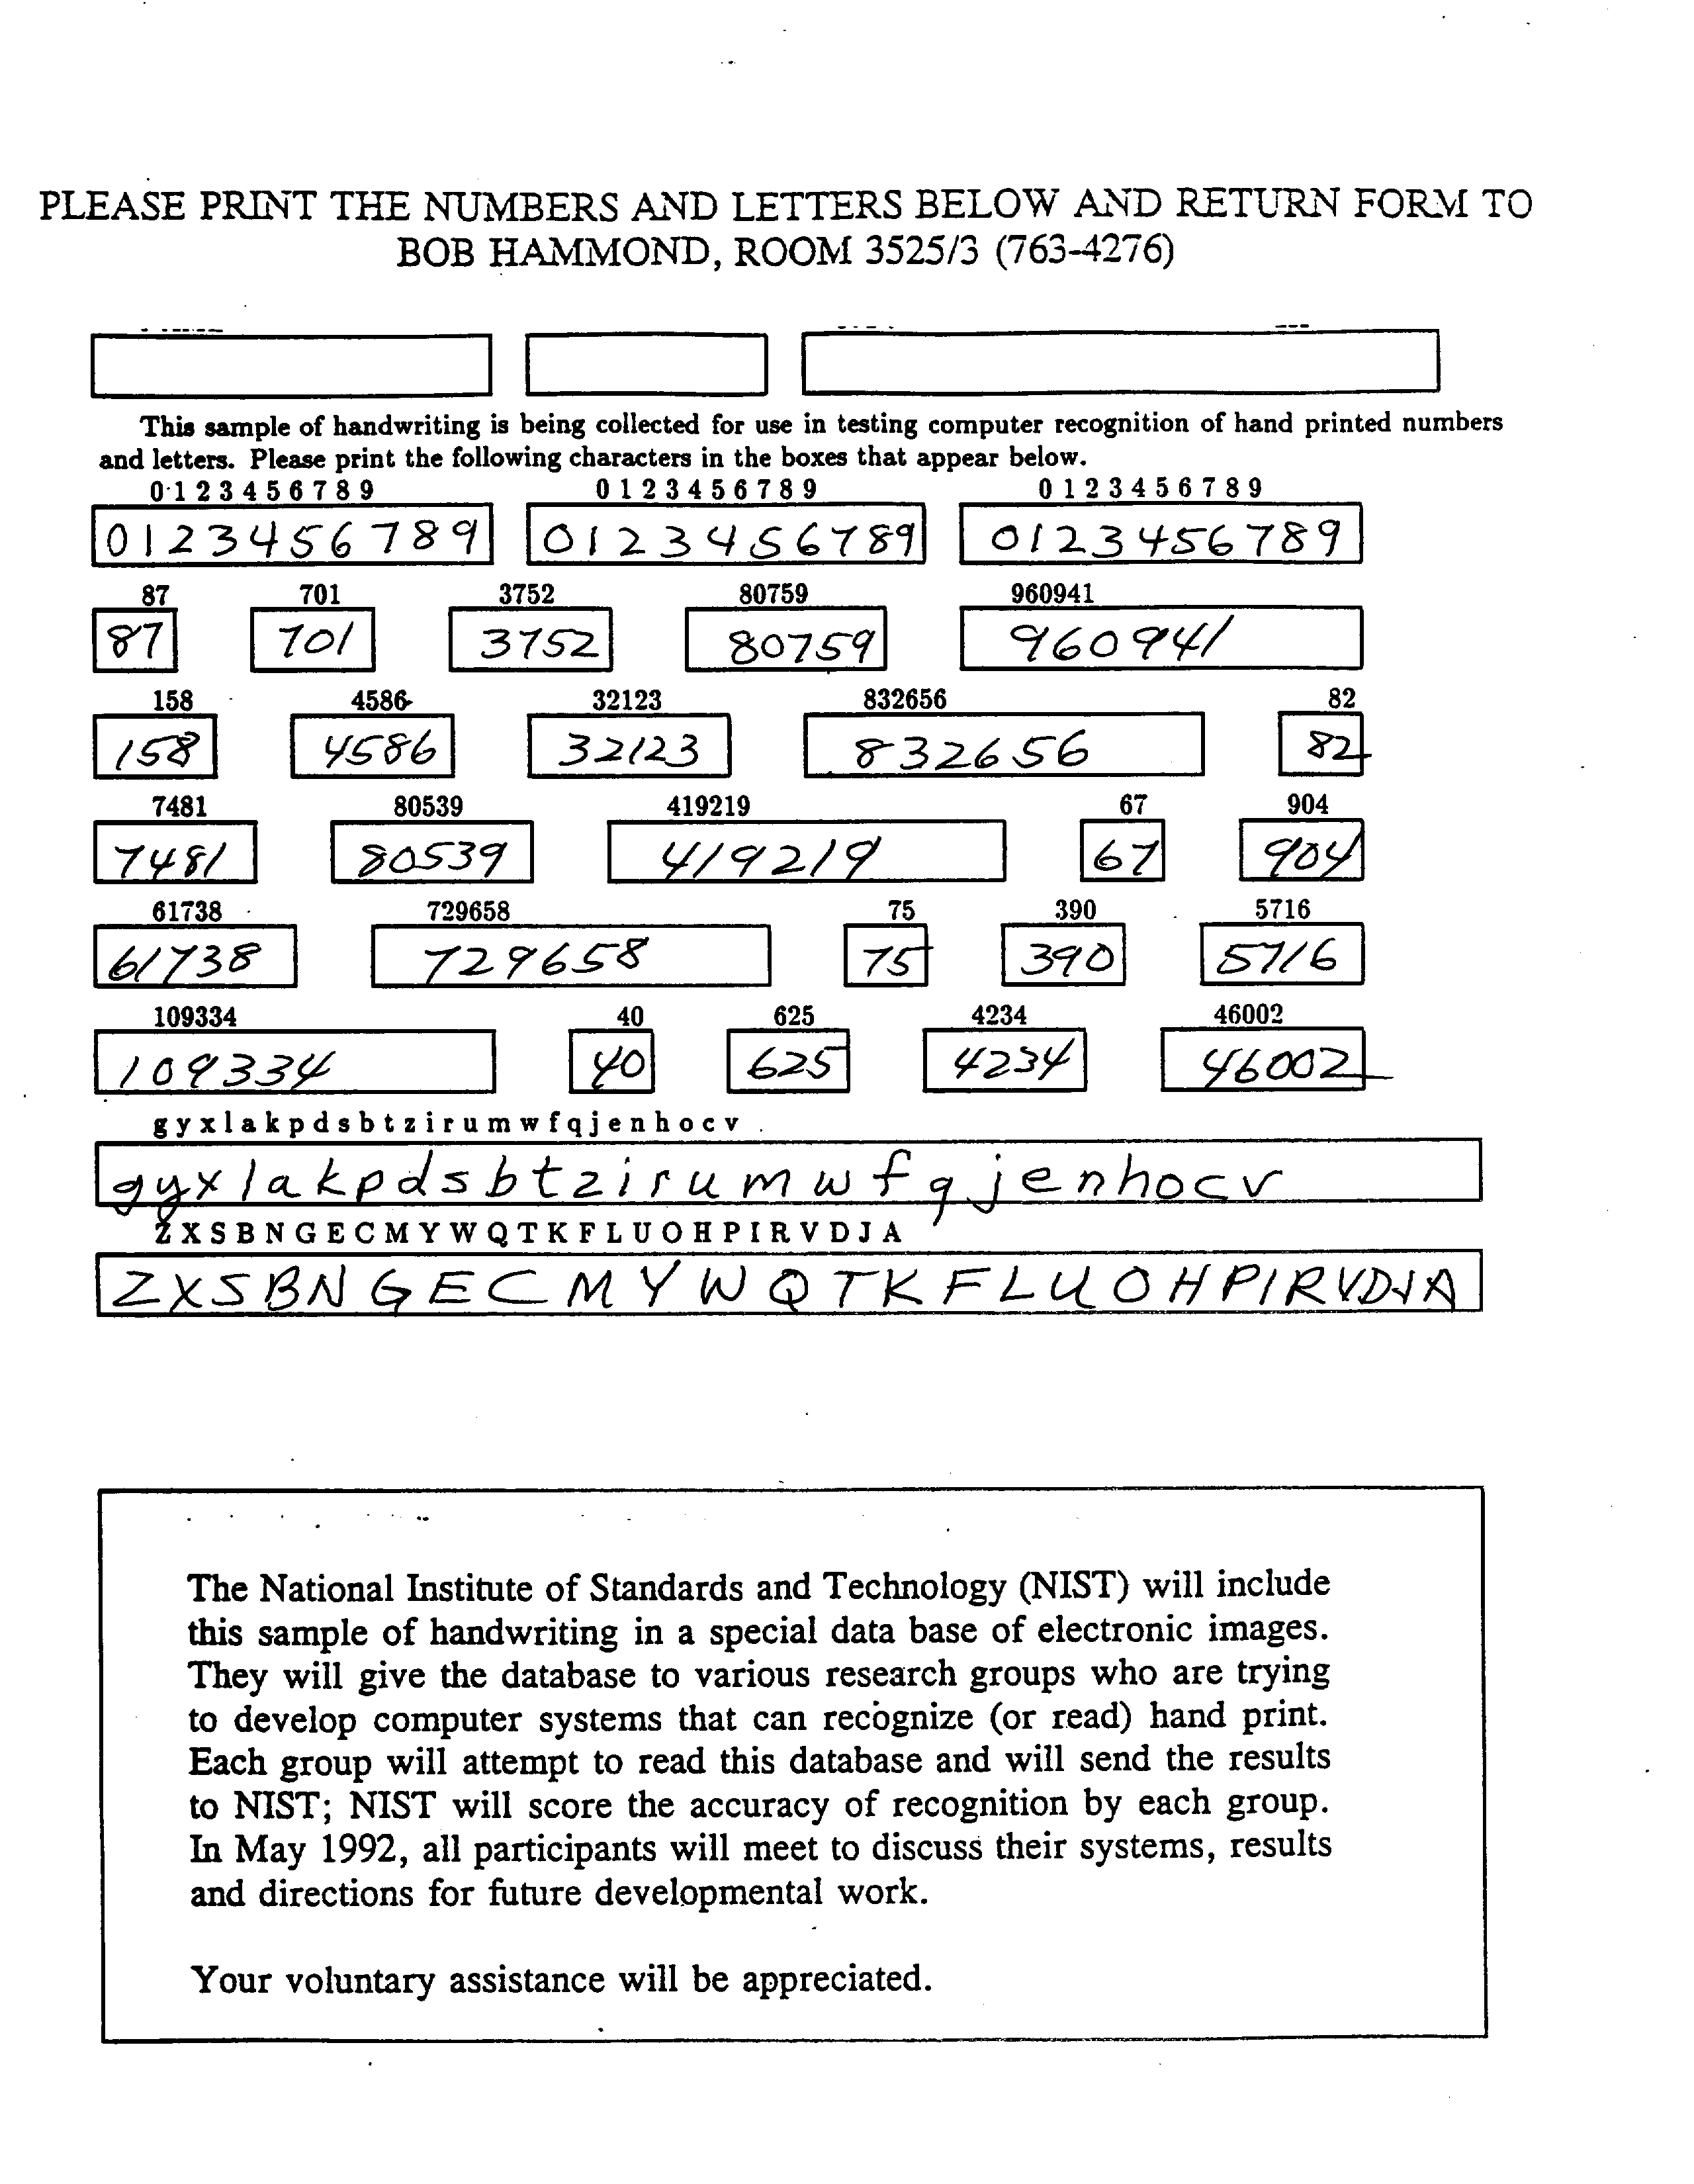 PLEASE PRINT THE NUMBERS AND LETTERS BELOW AND RETURN FORM TO
BOB HAMMOND, ROOM 3525/3 (763-4276)
This sample of handwriting is being collected for use in testing computer recognition of hand printed numbers
and letters. Please print the following characters in the boxes that appear below.
0 1 2 3 4 5 6 7 8 9 0 1 2 3 4 5 6 7 8 9 0 1 2 3 4 5 6 7 8 9
0123456789 0123456789 0123456789
87 701 3752 80759 960941
87 701 3752 80759 960941
158 4586 32123 832656 82
158 4586 32123 832656 82
7481 80539 419219 67 904
7481 80539 419219 67 904
61738 729658 75 390 5716
61738 729658 75 390 5716
109334 40 625 4234 46002
109334 40 625 4234 46002
g y x l a k p d s b t z i r u m w f q j e n h o c v
gyxlakpdsbtzirumwfqjenhocv
Z X S B N G E C M Y W Q T K F L U O H P I R V D J A
ZXSBNGECMYWQTKFLUOHPIRVDJA
The National Institute of Standards and Technology (NIST) will include
this sample of handwriting in a special data base of electronic images.
They will give the database to various research groups who are trying
to develop computer systems that can recognize (or read) hand print.
Each group will attempt to read this database and will send the results
to NIST; NIST will score the accuracy of recognition by each group.
In May 1992, all participants will meet to discuss their systems, results
and directions for future developmental work.
Your voluntary assistance will be appreciated.